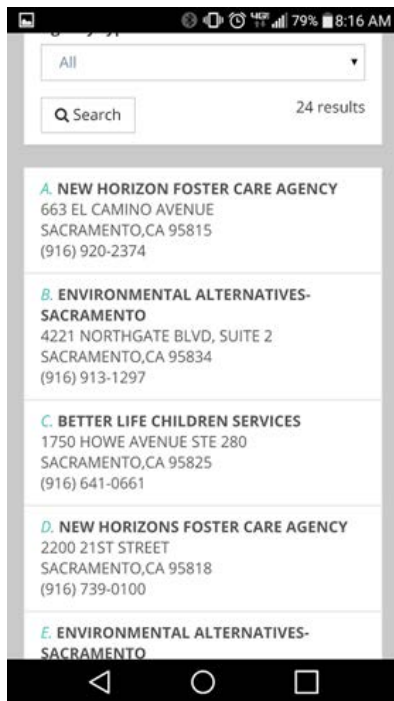 79% 8:16 AM
All
Search
24 results
A. NEW HORIZON FOSTER CARE AGENCY
663 EL CAMINO AVENUE
SACRAMENTO,CA 95815
(916) 920-2374
B. ENVIRONMENTAL ALTERNATIVES-
SACRAMENTO
4221 NORTHGATE BLVD, SUITE 2
SACRAMENTO,CA 95834
(916) 913-1297
C. BETTER LIFE CHILDREN SERVICES
1750 HOWE AVENUE STE 280
SACRAMENTO,CA 95825
(916) 641-0661
D. NEW HORIZONS FOSTER CARE AGENCY
2200 21ST STREET
SACRAMENTO,CA 95818
(916) 739-0100
E. ENVIRONMENTAL ALTERNATIVES-
SACRAMENTO